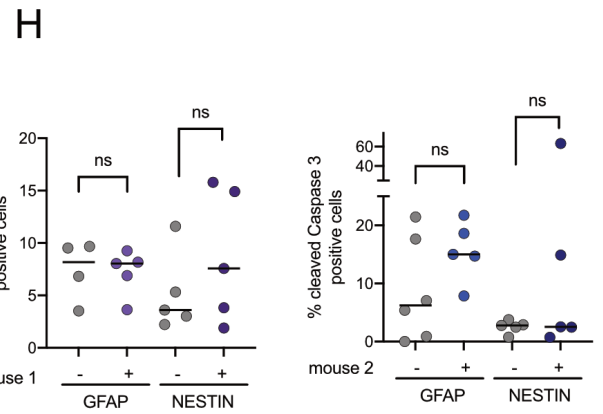 H
ns
ns
20
15
10
5
0
positive cells
- + - +
use 1
GFAP NESTIN
ns
ns
60
40
20
10
0
% cleaved Caspase 3
positive cells
mouse 2
- + - +
GFAP NESTIN